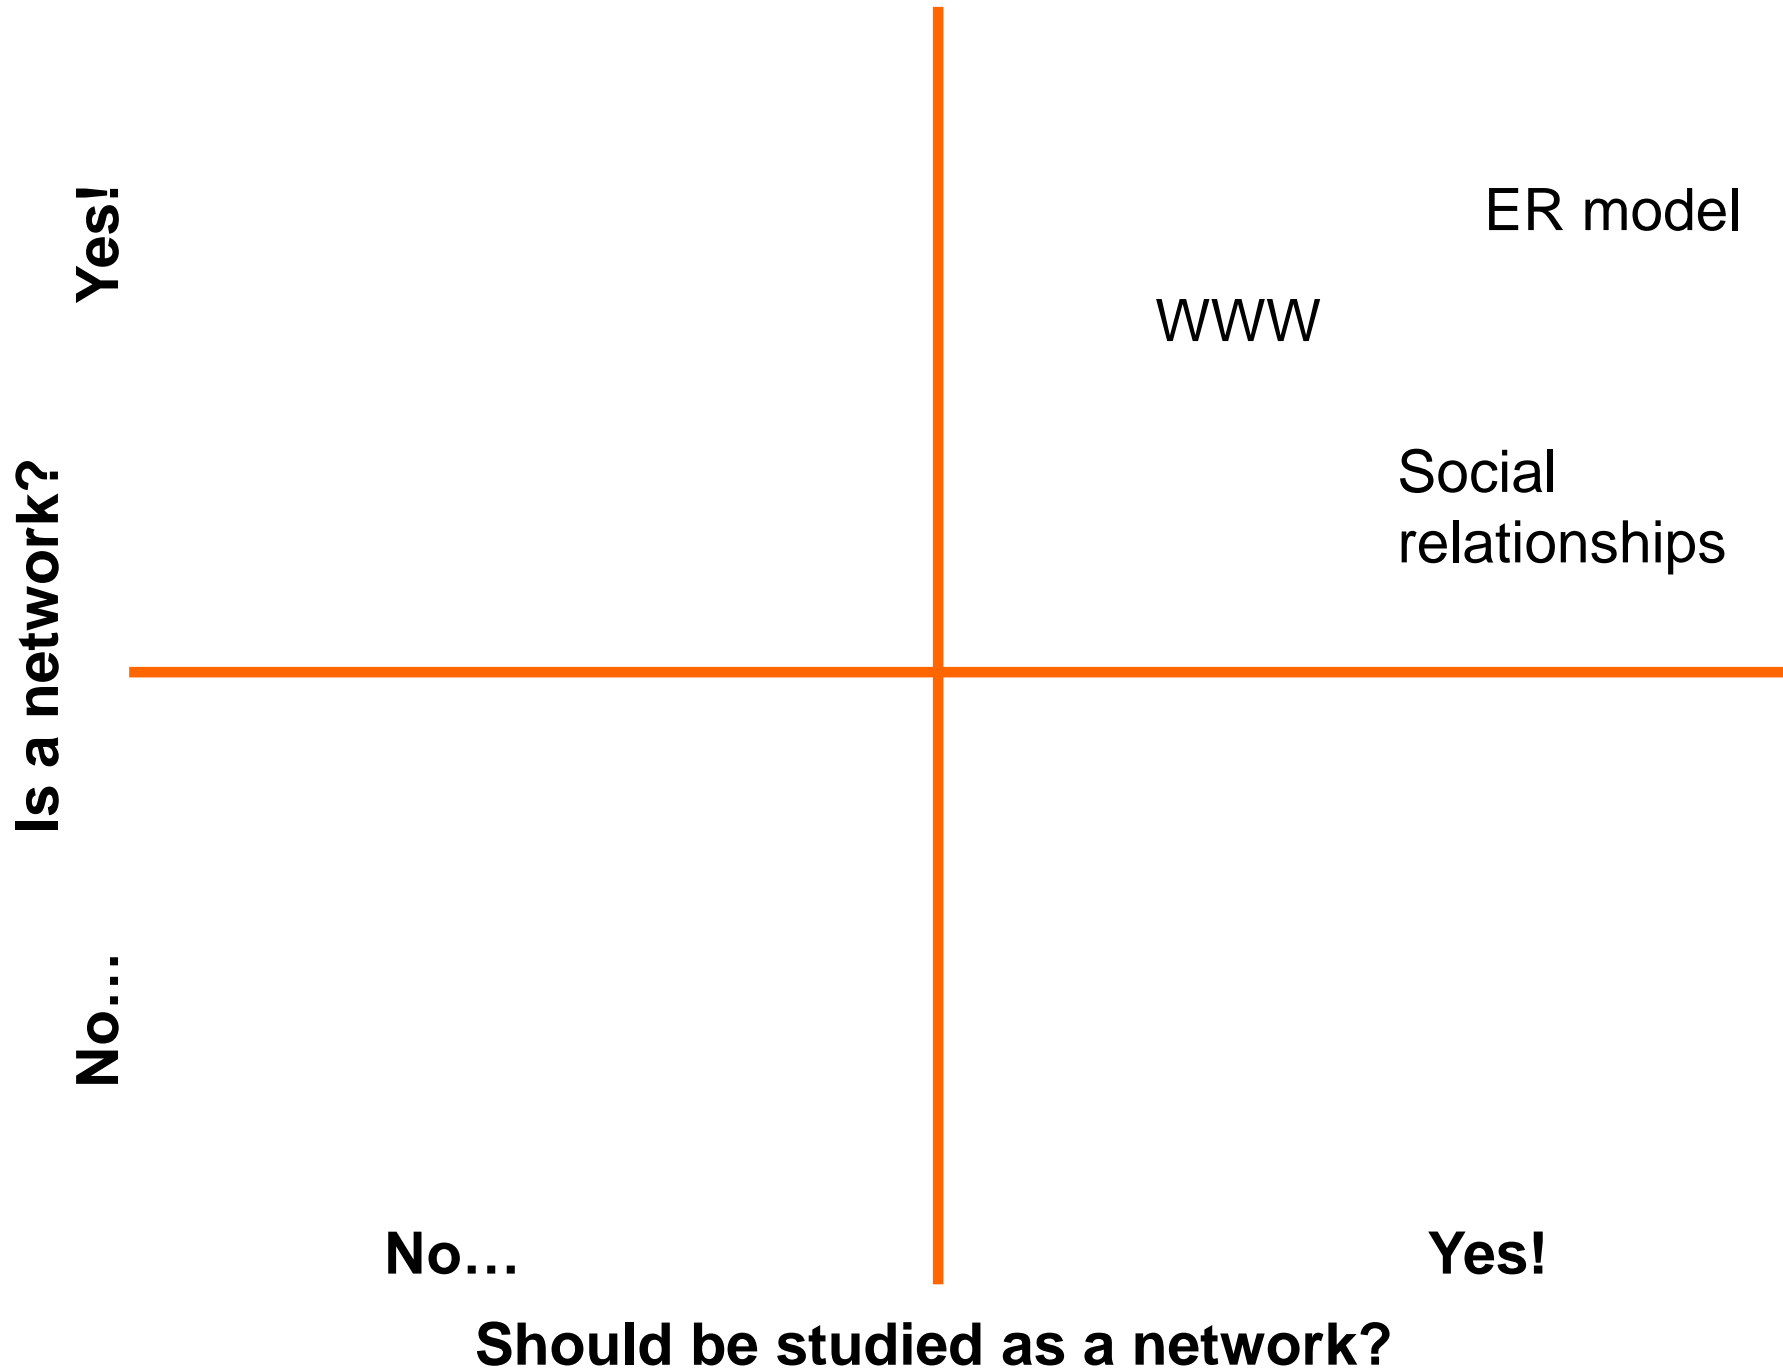 Yes!
ER model
WWW
Social
relationships
Is a network?
No…
No…
Yes!
Should be studied as a network?